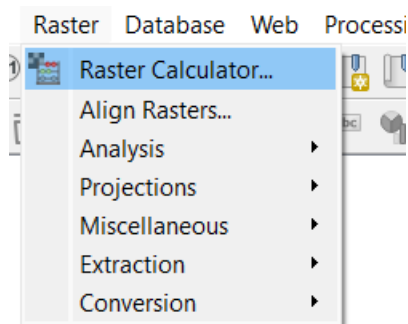 Raster Database Web Processi
Raster Calculator...
Align Rasters...
Analysis
Projections
Miscellaneous
Extraction
Conversion